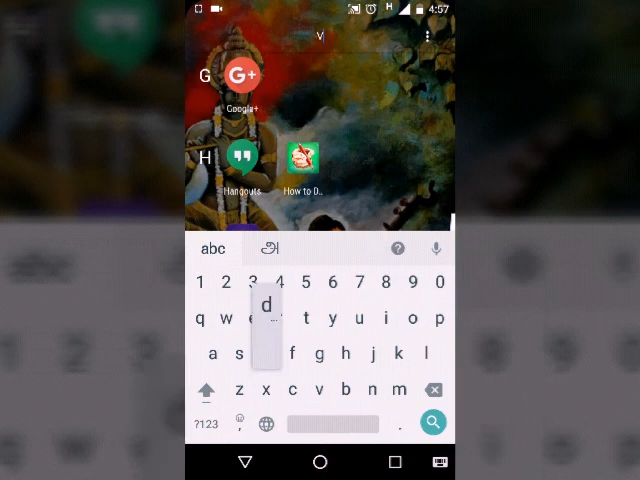 H 4:57
V
G
G+
Google+
H
Hangouts
How to D..
abc அ
1 2 3 4 5 6 7 8 9 0
q w t y u i o p
d
a s f g h j k l
z x c v b n m
?123 , .